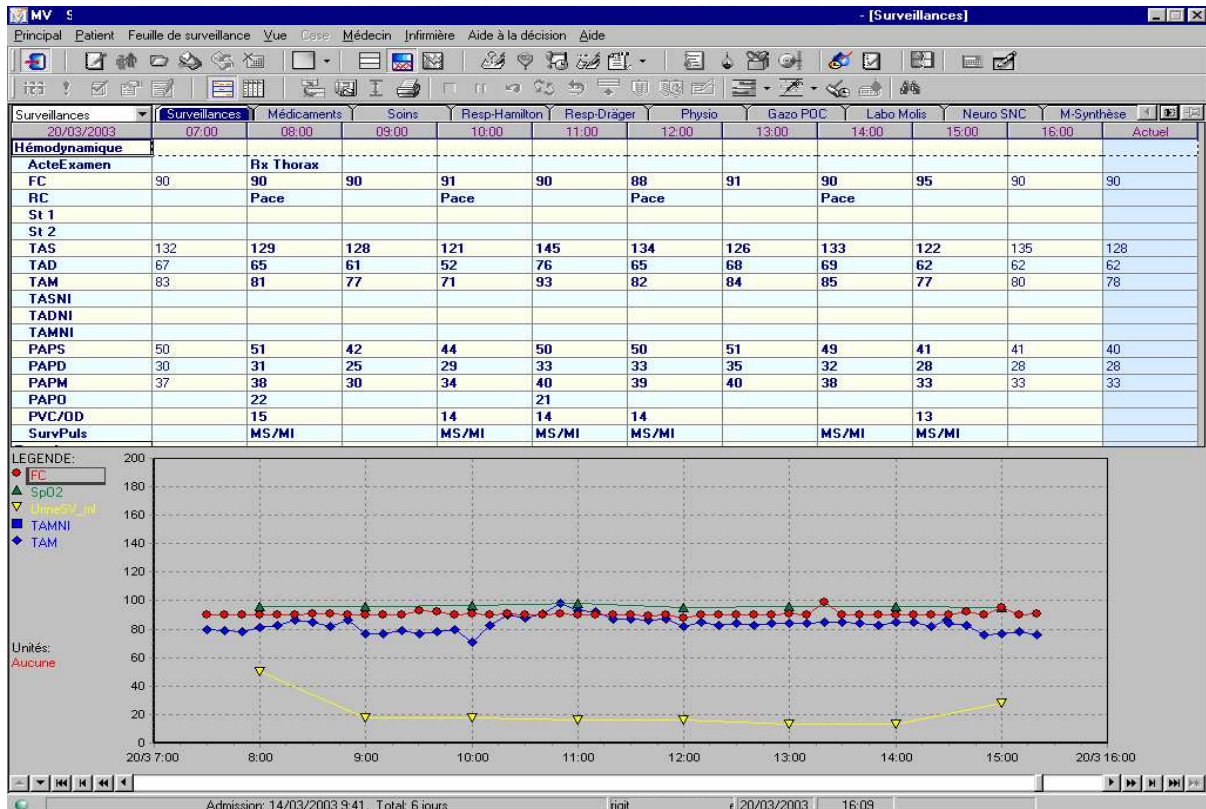 MV S - [Surveillances]
Principal Patient Feuille de surveillance Vue Case Médecin Infirmière Aide à la décision Aide
Surveillances Surveillances Médicaments Soins Resp-Hamilton Resp-Dräger Physio Gazo POC Labo Molis Neuro SNC M-Synthèse
20/03/2003 07:00 08:00 09:00 10:00 11:00 12:00 13:00 14:00 15:00 16:00 Actuel
Hémodynamique
ActeExamen Rx Thorax
FC 90 90 90 91 90 88 91 90 95 90 90
RC Pace Pace Pace Pace
St 1
St 2
TAS 132 129 128 121 145 134 126 133 122 135 128
TAD 67 65 61 52 76 65 68 69 62 62 62
TAM 83 81 77 71 93 82 84 85 77 80 78
TASNI
TADNI
TAMNI
PAPS 50 51 42 44 50 50 51 49 41 41 40
PAPD 30 31 25 29 33 33 35 32 28 28 28
PAPM 37 38 30 34 40 39 40 38 33 33 33
PAPO 22 21
PVC/OD 15 14 14 14 13
SurvPuls MS/MI MS/MI MS/MI MS/MI MS/MI MS/MI
LEGENDE:
FC
SpO2
UrineSV_ml
TAMNI
TAM
Unités:
Aucune
200
180
160
140
120
100
80
60
40
20
0
20/3 7:00 8:00 9:00 10:00 11:00 12:00 13:00 14:00 15:00 20/3 16:00
Admission: 14/03/2003 9:41, Total: 6 jours 20/03/2003 16:09